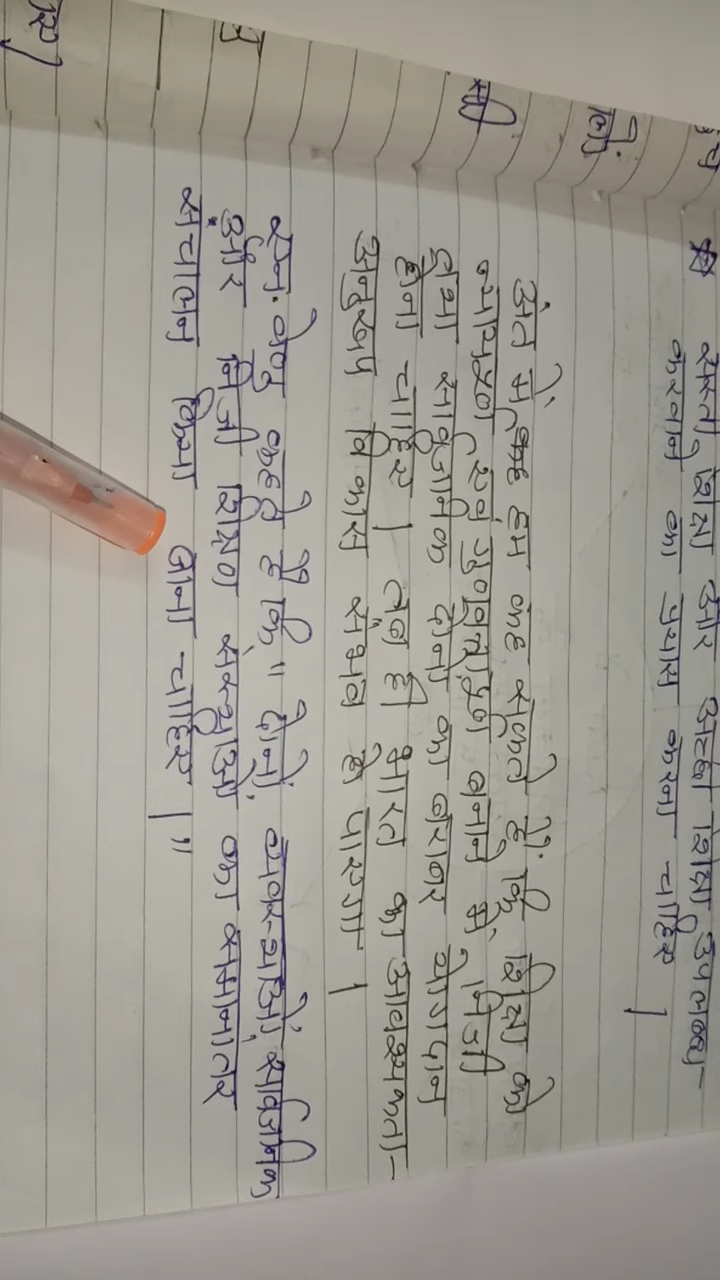 सस्ती शिक्षा और अच्छी शिक्षा उपलब्ध-
करवाने का प्रयास करना चाहिए |
अंत में हम कह सकते हैं कि शिक्षा को
न्यायपूर्ण एवं गुणवत्तापूर्ण बनाने में, निजी
तथा सार्वजनिक दोनों का बराबर योगदान
होना चाहिए | तब ही भारत का आवश्यकता-
अनुरूप विकास संभव हो पाएगा |
एन. वेणु कहते हैं कि " दोनों व्यवस्थाओं, सार्वजनिक
और निजी शिक्षण संस्थाओं का समानांतर
संचालन किया जाना चाहिए | "